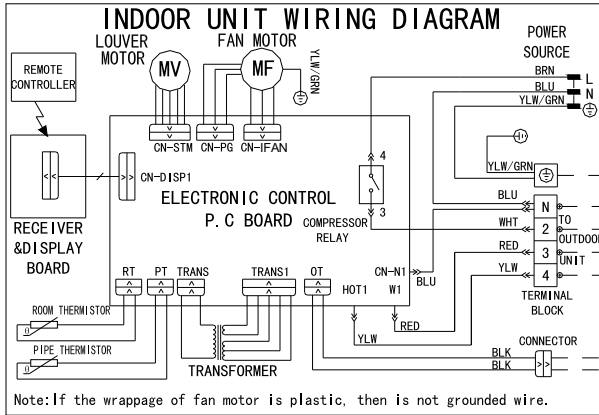 INDOOR UNIT WIRING DIAGRAM
LOUVER
MOTOR
FAN MOTOR
POWER
SOURCE
REMOTE
CONTROLLER
MV
MF
YLW/GRN
BRN
L
BLU
N
YLW/GRN
CN-STM
CN-PG
CN-IFAN
4
YLW/GRN
CN-DISP1
ELECTRONIC CONTROL
P.C BOARD
3
COMPRESSOR
RELAY
BLU
N
WHT
2
TO
OUTDOOR
UNIT
RED
3
YLW
4
RECEIVER
&DISPLAY
BOARD
RT
PT
TRANS
TRANS1
OT
CN-N1
BLU
HOT1
W1
TERMINAL
BLOCK
ROOM THERMISTOR
RED
YLW
CONNECTOR
PIPE THERMISTOR
TRANSFORMER
BLK
BLK
Note:If the wrappage of fan motor is plastic, then is not grounded wire.